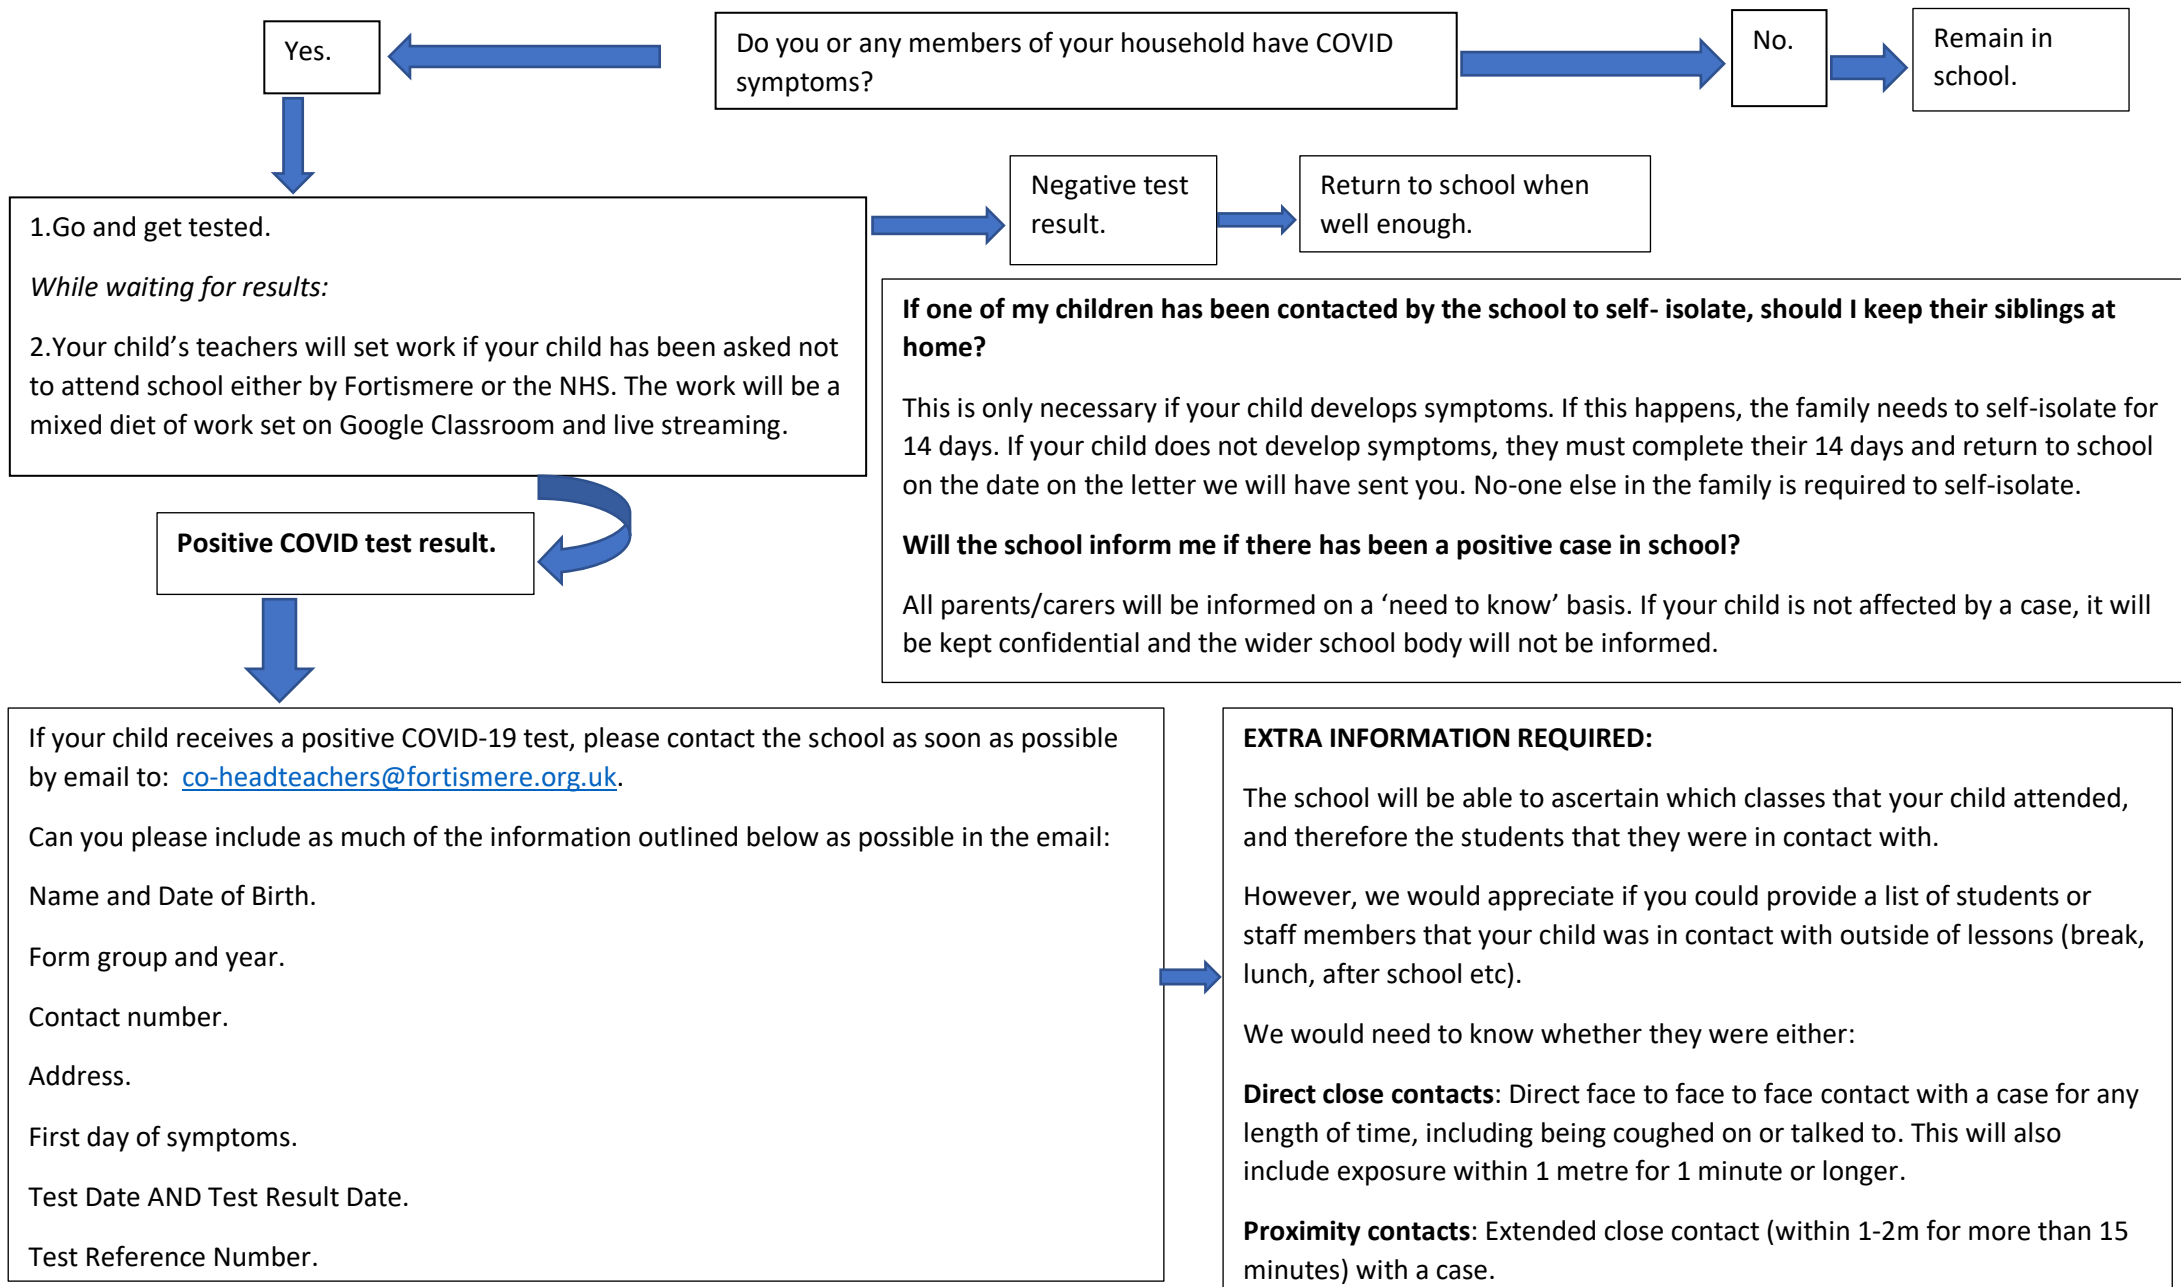 Do you or any members of your household have COVID
symptoms?
Yes.
No.
Remain in
school.
1.Go and get tested.
While waiting for results:
2.Your child’s teachers will set work if your child has been asked not
to attend school either by Fortismere or the NHS. The work will be a
mixed diet of work set on Google Classroom and live streaming.
Negative test
result.
Return to school when
well enough.
If one of my children has been contacted by the school to self- isolate, should I keep their siblings at
home?
This is only necessary if your child develops symptoms. If this happens, the family needs to self-isolate for
14 days. If your child does not develop symptoms, they must complete their 14 days and return to school
on the date on the letter we will have sent you. No-one else in the family is required to self-isolate.
Will the school inform me if there has been a positive case in school?
All parents/carers will be informed on a ‘need to know’ basis. If your child is not affected by a case, it will
be kept confidential and the wider school body will not be informed.
Positive COVID test result.
If your child receives a positive COVID-19 test, please contact the school as soon as possible
by email to: co-headteachers@fortismere.org.uk.
Can you please include as much of the information outlined below as possible in the email:
Name and Date of Birth.
Form group and year.
Contact number.
Address.
First day of symptoms.
Test Date AND Test Result Date.
Test Reference Number.
EXTRA INFORMATION REQUIRED:
The school will be able to ascertain which classes that your child attended,
and therefore the students that they were in contact with.
However, we would appreciate if you could provide a list of students or
staff members that your child was in contact with outside of lessons (break,
lunch, after school etc).
We would need to know whether they were either:
Direct close contacts: Direct face to face to face contact with a case for any
length of time, including being coughed on or talked to. This will also
include exposure within 1 metre for 1 minute or longer.
Proximity contacts: Extended close contact (within 1-2m for more than 15
minutes) with a case.